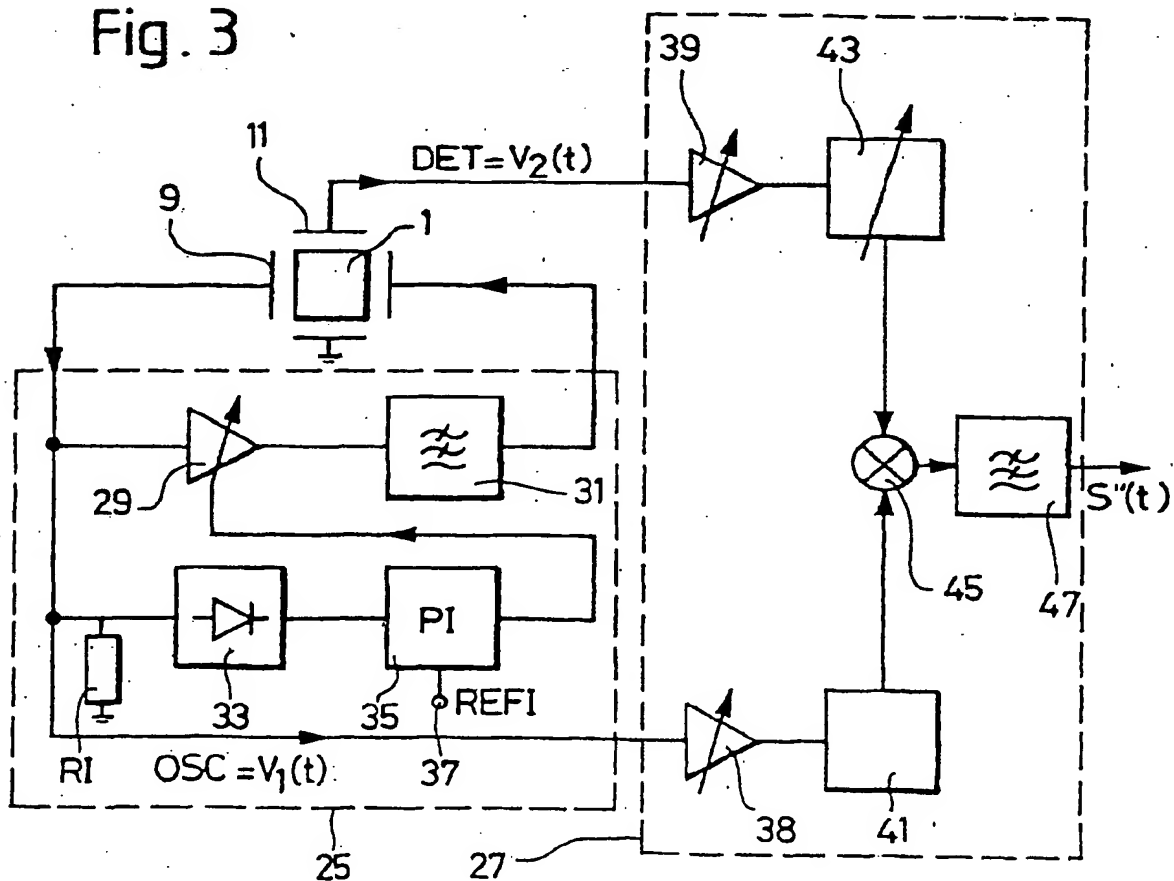 Fig. 3
39
43
11
DET=V₂(t)
9
1
29
31
S"(t)
45
47
PI
33
35
REFI
RI
OSC=V₁(t)
37
38
41
25
27